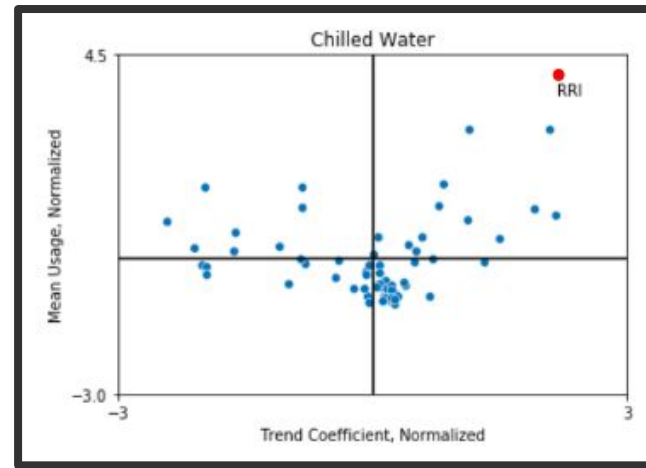 Chilled Water
4.5
RRI
Mean Usage, Normalized
−3.0
−3
3
Trend Coefficient, Normalized